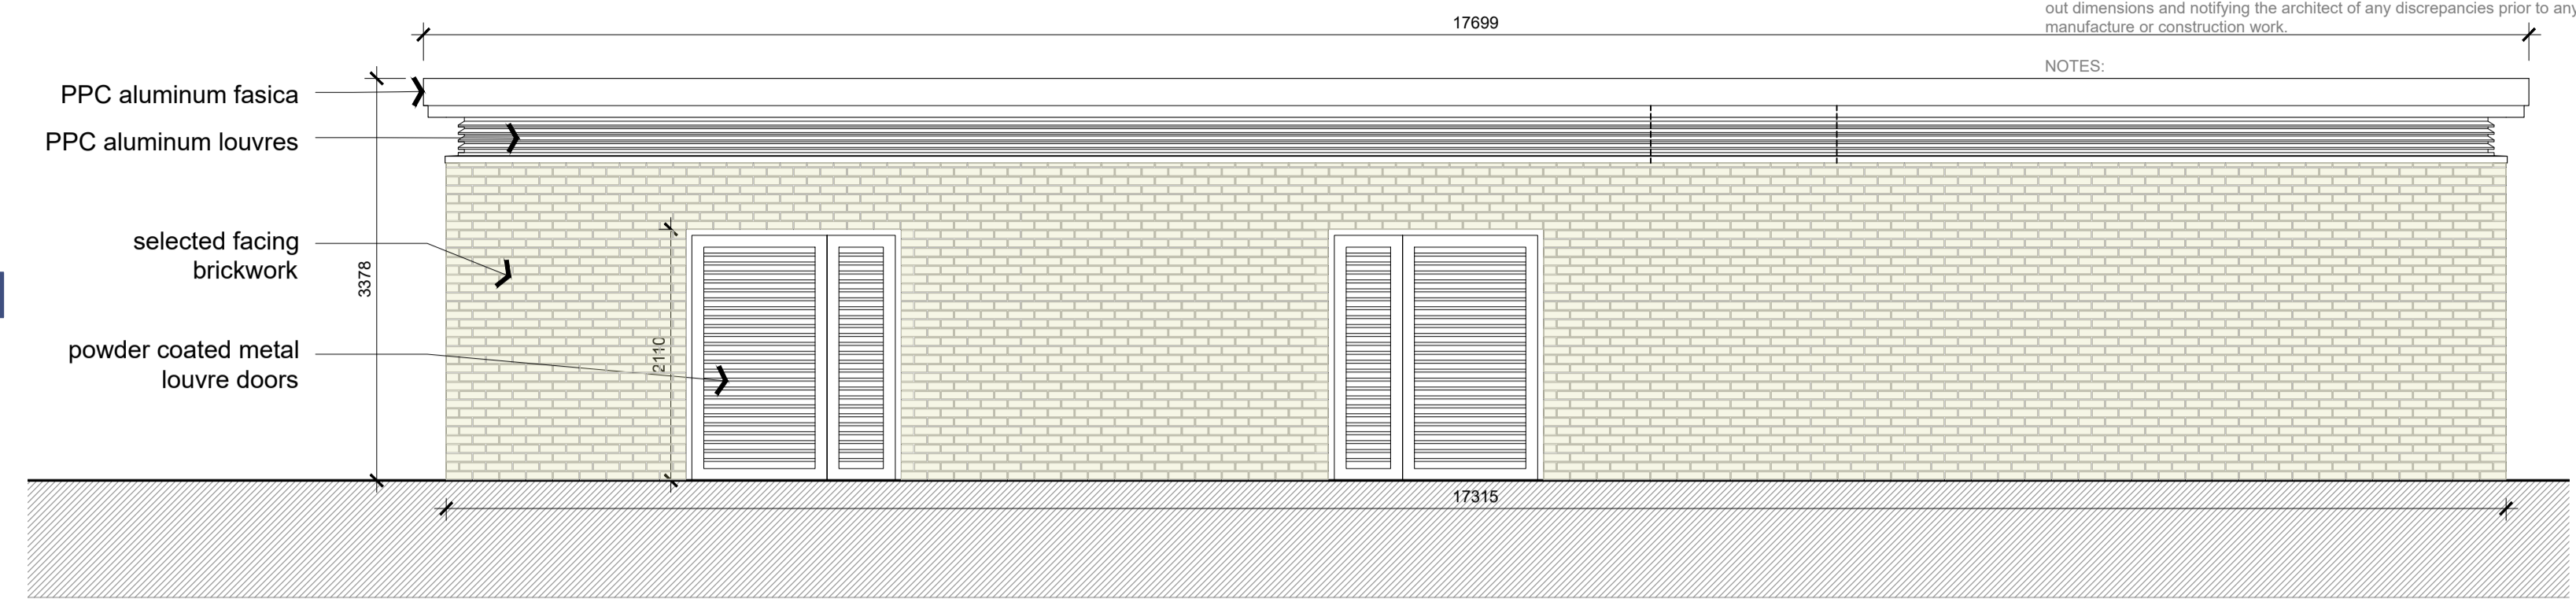 out dimensions and notifying the architect of any discrepancies prior to any
manufacture or construction work.
NOTES:
17699
PPC aluminum fasica
PPC aluminum louvres
selected facing
brickwork
3378
powder coated metal
louvre doors
2110
17315